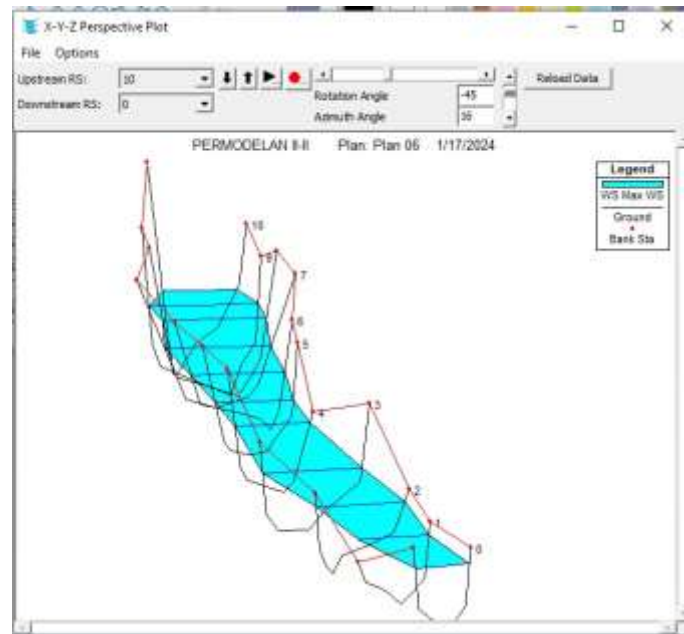 X-Y-Z Perspective Plot
File Options
Upstream RS: 10
Downstream RS: 0
Rotation Angle -45
Azimuth Angle
Reload Data
PERMODELAN II-II Plan: Plan 06 1/17/2024
Legend
WS Max WS
Ground
Bank Sta
10
9
7
6
5
4
3
2
1
0